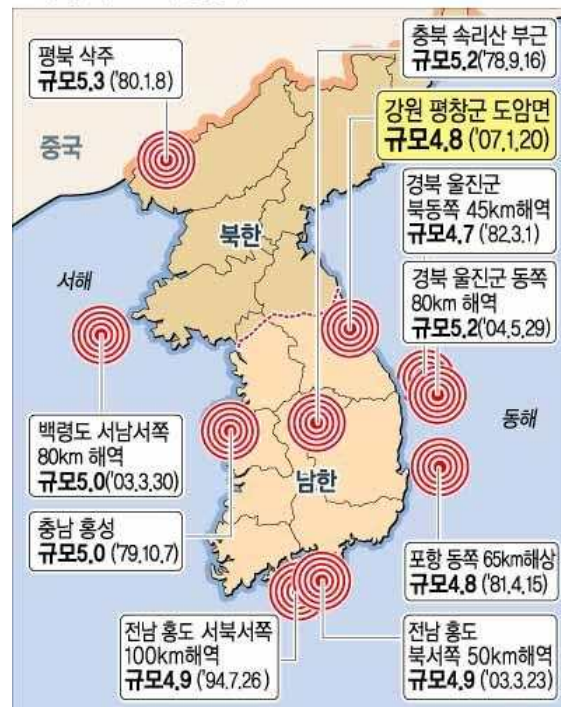 평북 삭주
규모5.3 ('80.1.8)
충북 속리산 부근
규모5.2('78.9.16)
강원 평창군 도암면
규모4.8 ('07.1.20)
중국
경북 울진군
북동쪽 45km해역
규모4.7 ('82.3.1)
북한
경북 울진군 동쪽
80km 해역
규모5.2('04.5.29)
서해
백령도 서남서쪽
80km 해역
규모5.0('03.3.30)
동해
남한
충남 홍성
규모5.0 ('79.10.7)
포항 동쪽 65km해상
규모4.8 ('81.4.15)
전남 홍도 서북서쪽
100km해역
규모4.9 ('94.7.26)
전남 홍도
북서쪽 50km해역
규모4.9 ('03.3.23)